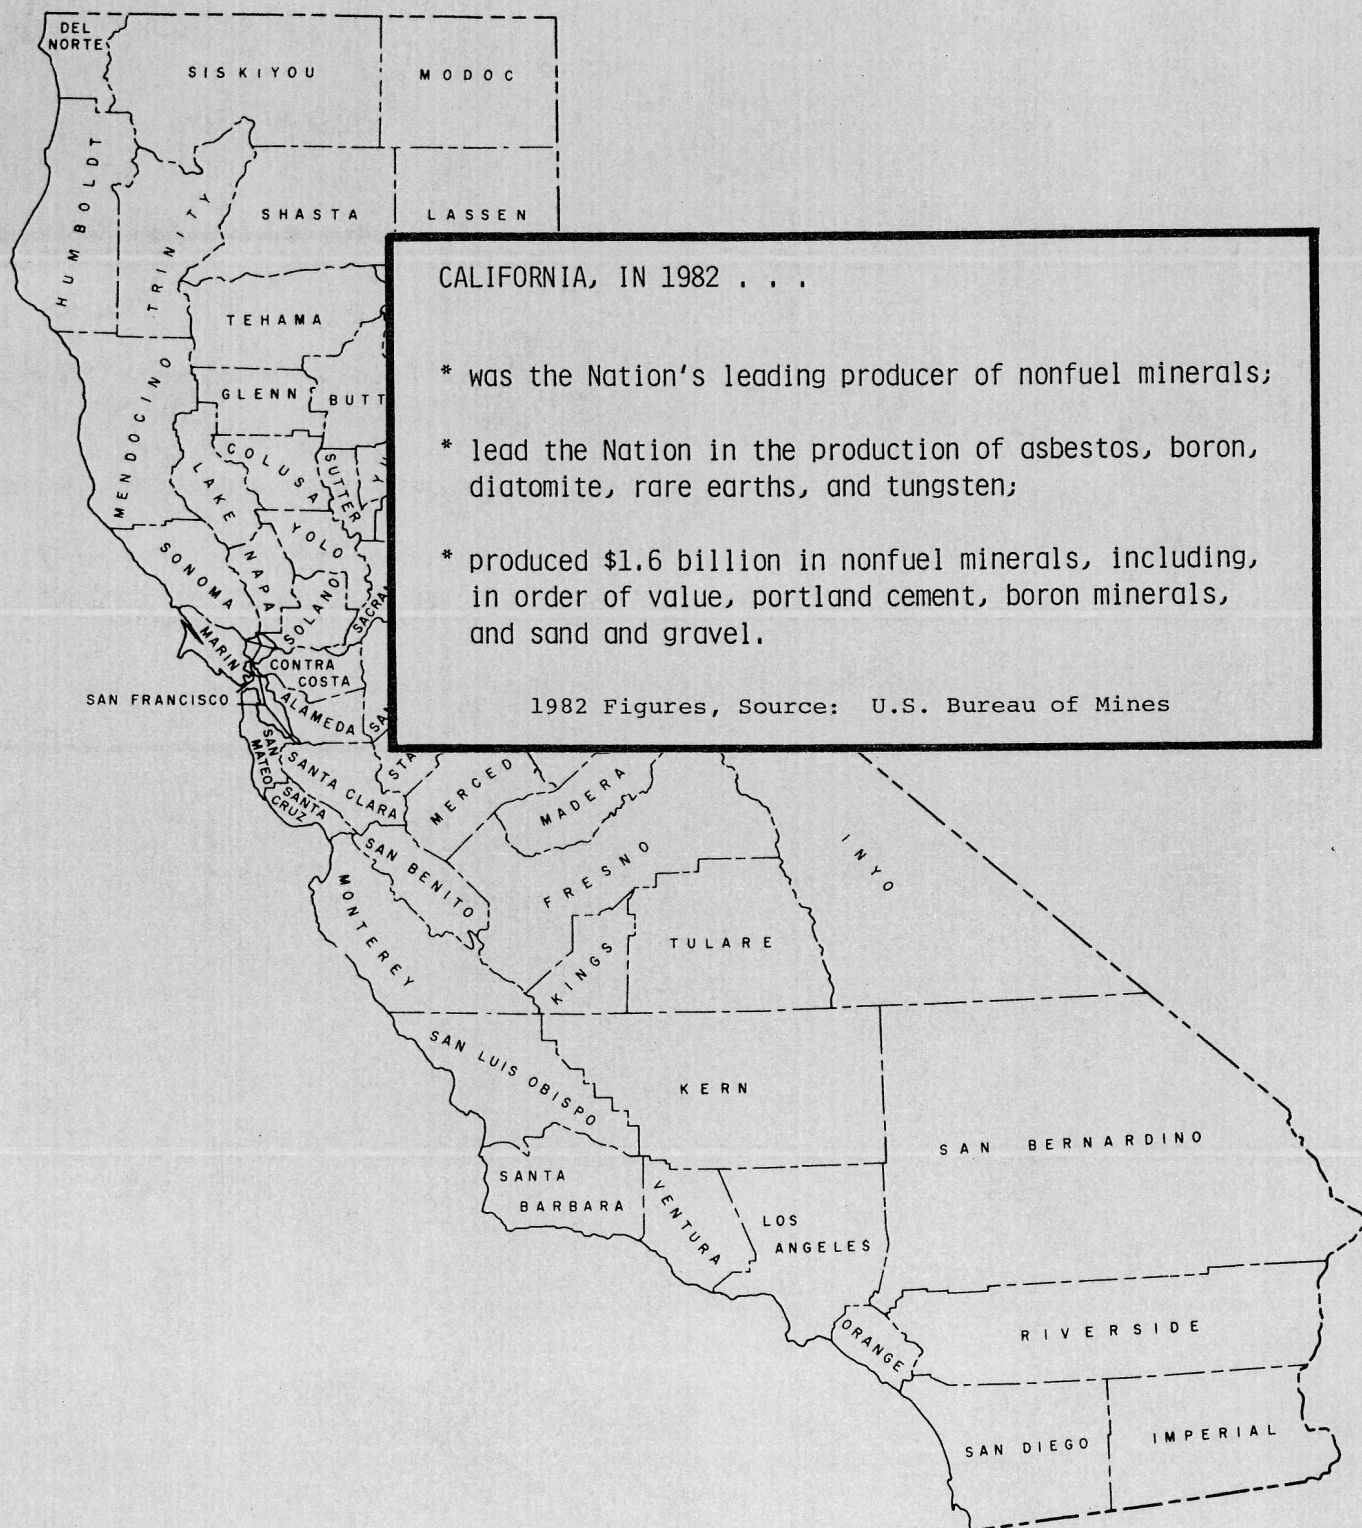 DEL
NORTE
SISKIYOU
MODOC
HUMBOLDT
TRINITY
SHASTA
LASSEN
CALIFORNIA, IN 1982 . . .
* was the Nation's leading producer of nonfuel minerals;
* lead the Nation in the production of asbestos, boron,
diatomite, rare earths, and tungsten;
* produced $1.6 billion in nonfuel minerals, including,
in order of value, portland cement, boron minerals,
and sand and gravel.
1982 Figures, Source: U.S. Bureau of Mines
TEHAMA
MENDOCINO
GLENN
BUTT
COLUSA
LAKE
SUTTER
YU
YOLO
SONOMA
NAPA
SOLANO
SACRA
MARIN
CONTRA
COSTA
SAN FRANCISCO
ALAMEDA
SAN
SAN
MATEO
SANTA CLARA
STA
SANTA
CRUZ
MERCED
MADERA
SAN BENITO
FRESNO
INYO
MONTEREY
KINGS
TULARE
SAN LUIS OBISPO
KERN
SAN BERNARDINO
SANTA
BARBARA
VENTURA
LOS
ANGELES
ORANGE
RIVERSIDE
SAN DIEGO
IMPERIAL